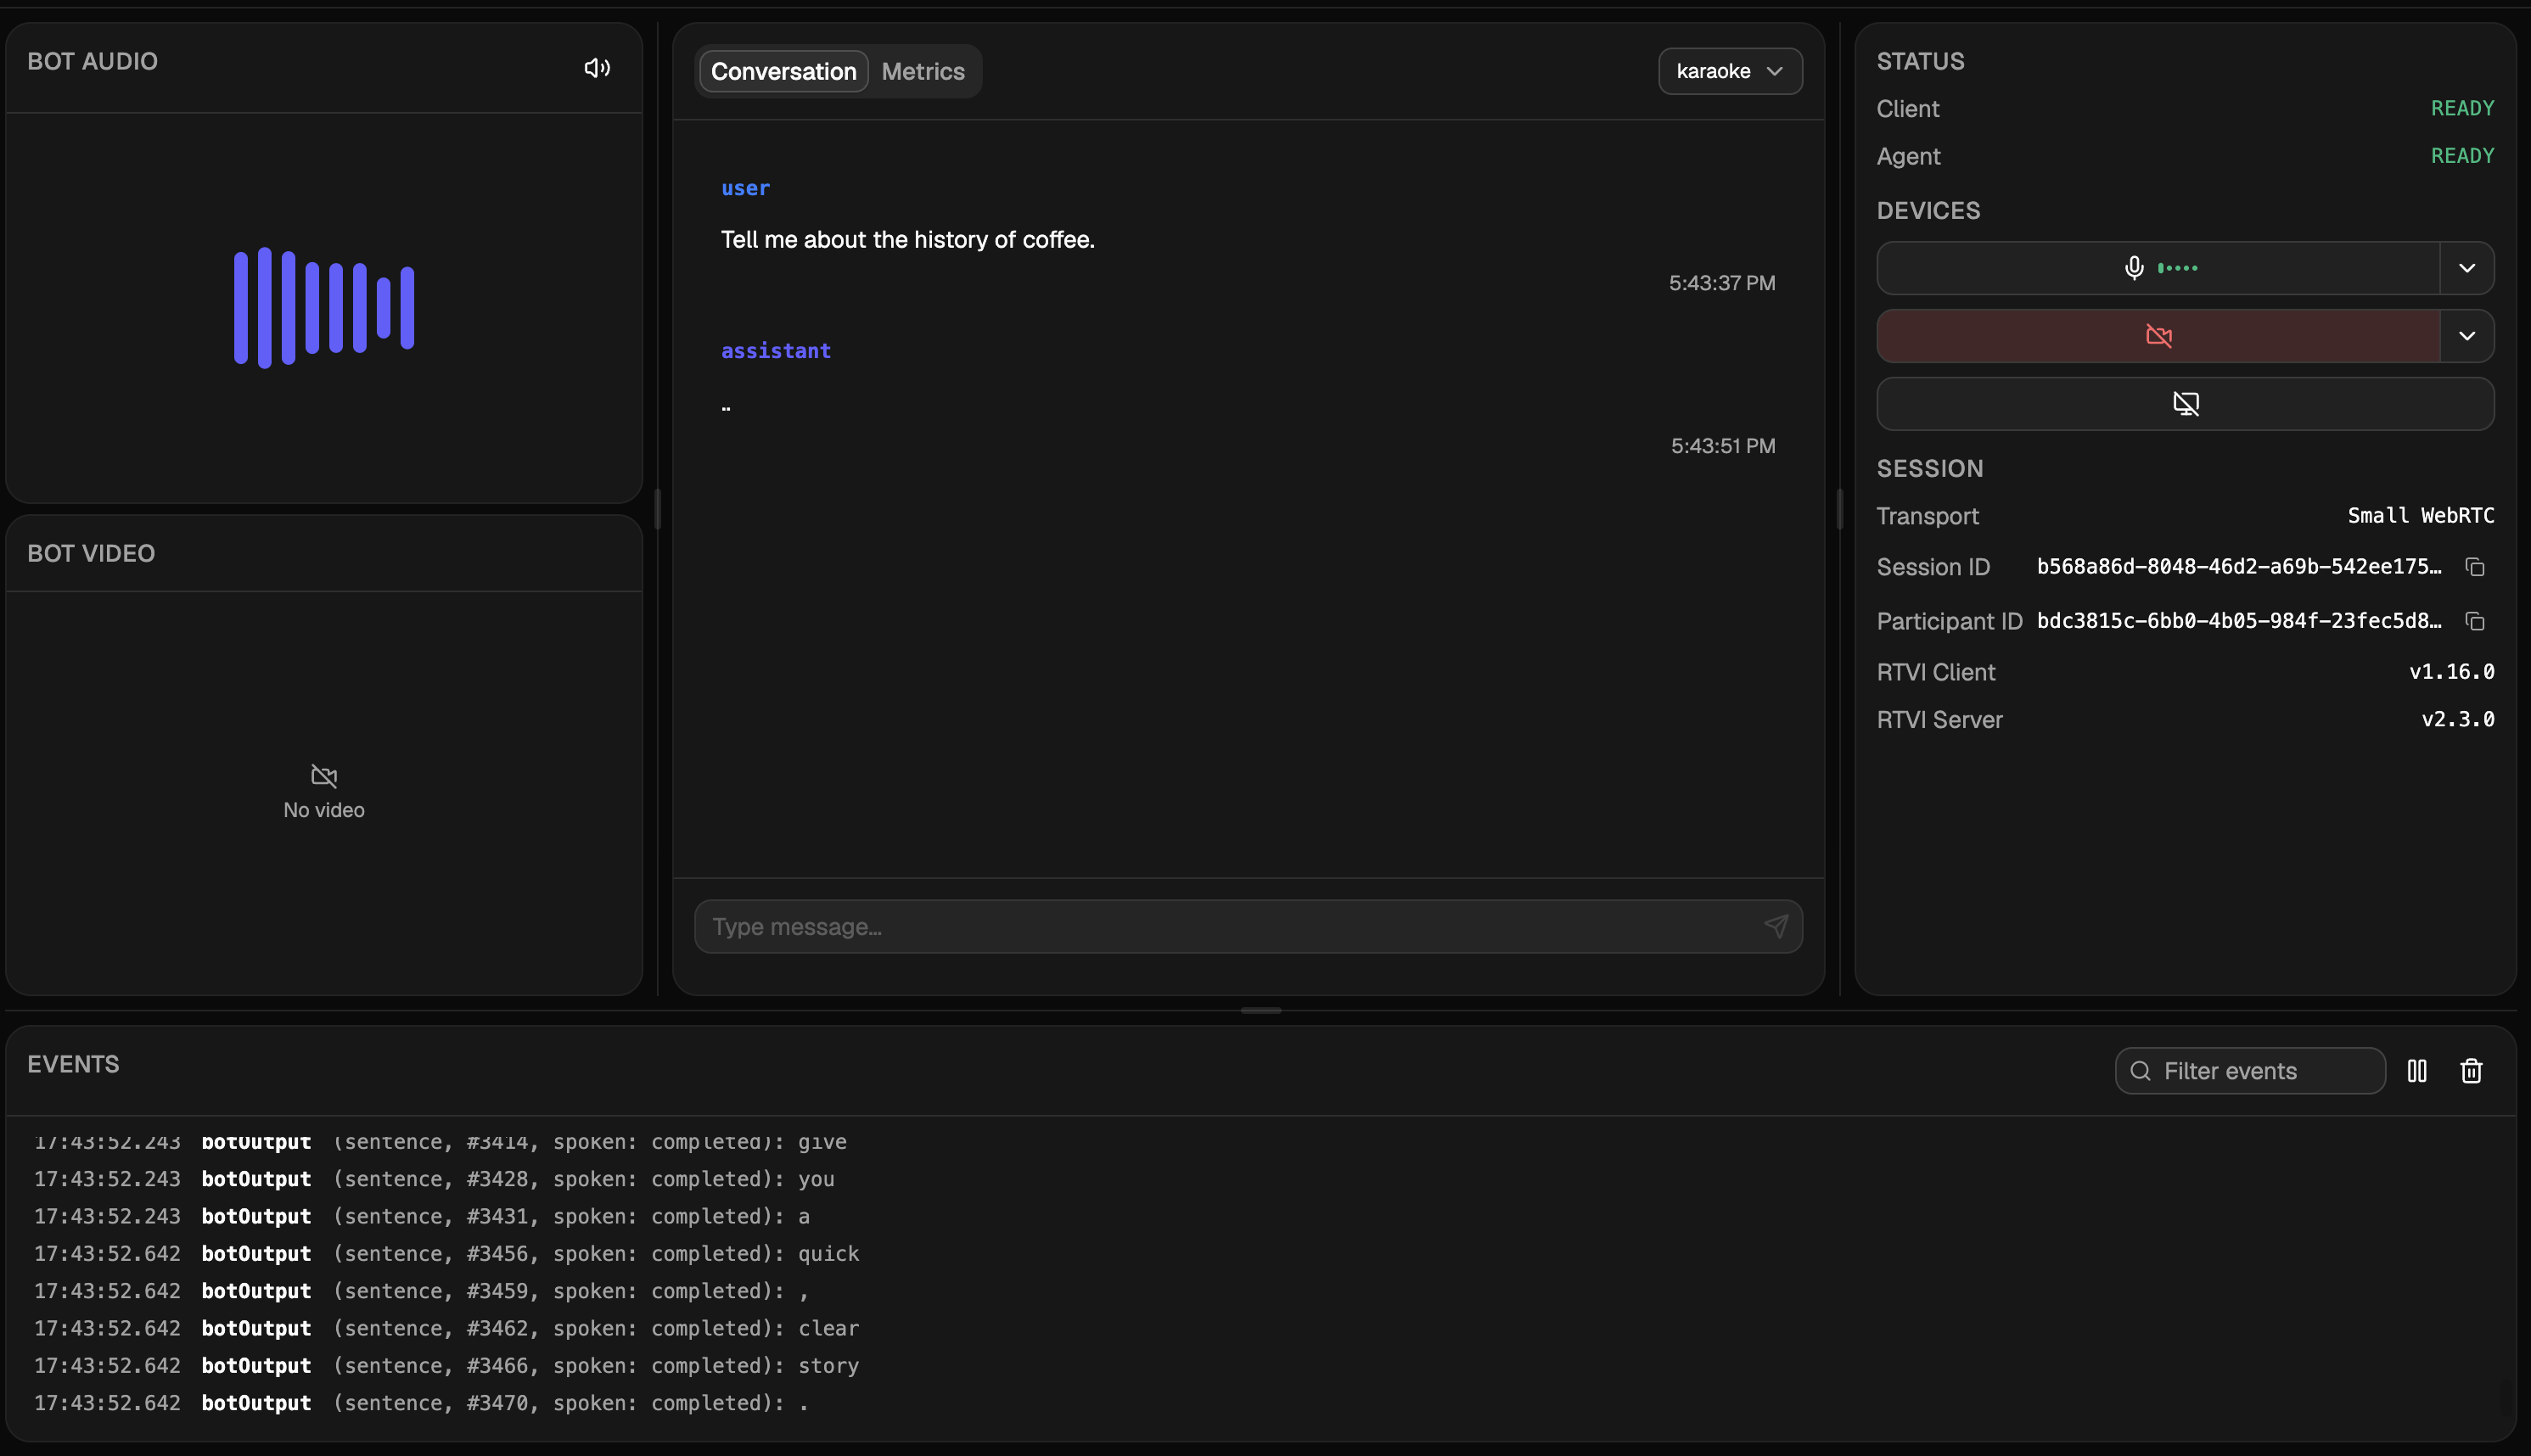 BOT AUDIO
BOT VIDEO
No video
Conversation Metrics
karaoke
user
Tell me about the history of coffee.
5:43:37 PM
assistant
..
5:43:51 PM
Type message...
STATUS
Client READY
Agent READY
DEVICES
SESSION
Transport Small WebRTC
Session ID b568a86d-8048-46d2-a69b-542ee175…
Participant ID bdc3815c-6bb0-4b05-984f-23fec5d8…
RTVI Client v1.16.0
RTVI Server v2.3.0
EVENTS
Filter events
17:43:52.243 botOutput (sentence, #3414, spoken: completed): give
17:43:52.243 botOutput (sentence, #3428, spoken: completed): you
17:43:52.243 botOutput (sentence, #3431, spoken: completed): a
17:43:52.642 botOutput (sentence, #3456, spoken: completed): quick
17:43:52.642 botOutput (sentence, #3459, spoken: completed): ,
17:43:52.642 botOutput (sentence, #3462, spoken: completed): clear
17:43:52.642 botOutput (sentence, #3466, spoken: completed): story
17:43:52.642 botOutput (sentence, #3470, spoken: completed): .